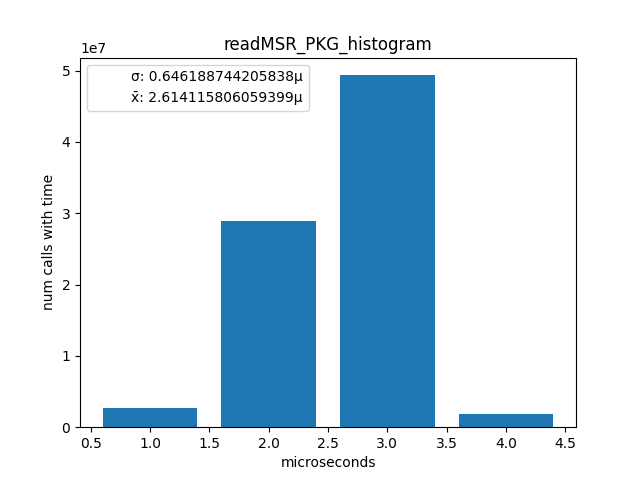 readMSR_PKG_histogram
1e7
σ: 0.646188744205838μ
x̄: 2.614115806059399μ
5
4
3
2
1
0
num calls with time
0.5 1.0 1.5 2.0 2.5 3.0 3.5 4.0 4.5
microseconds